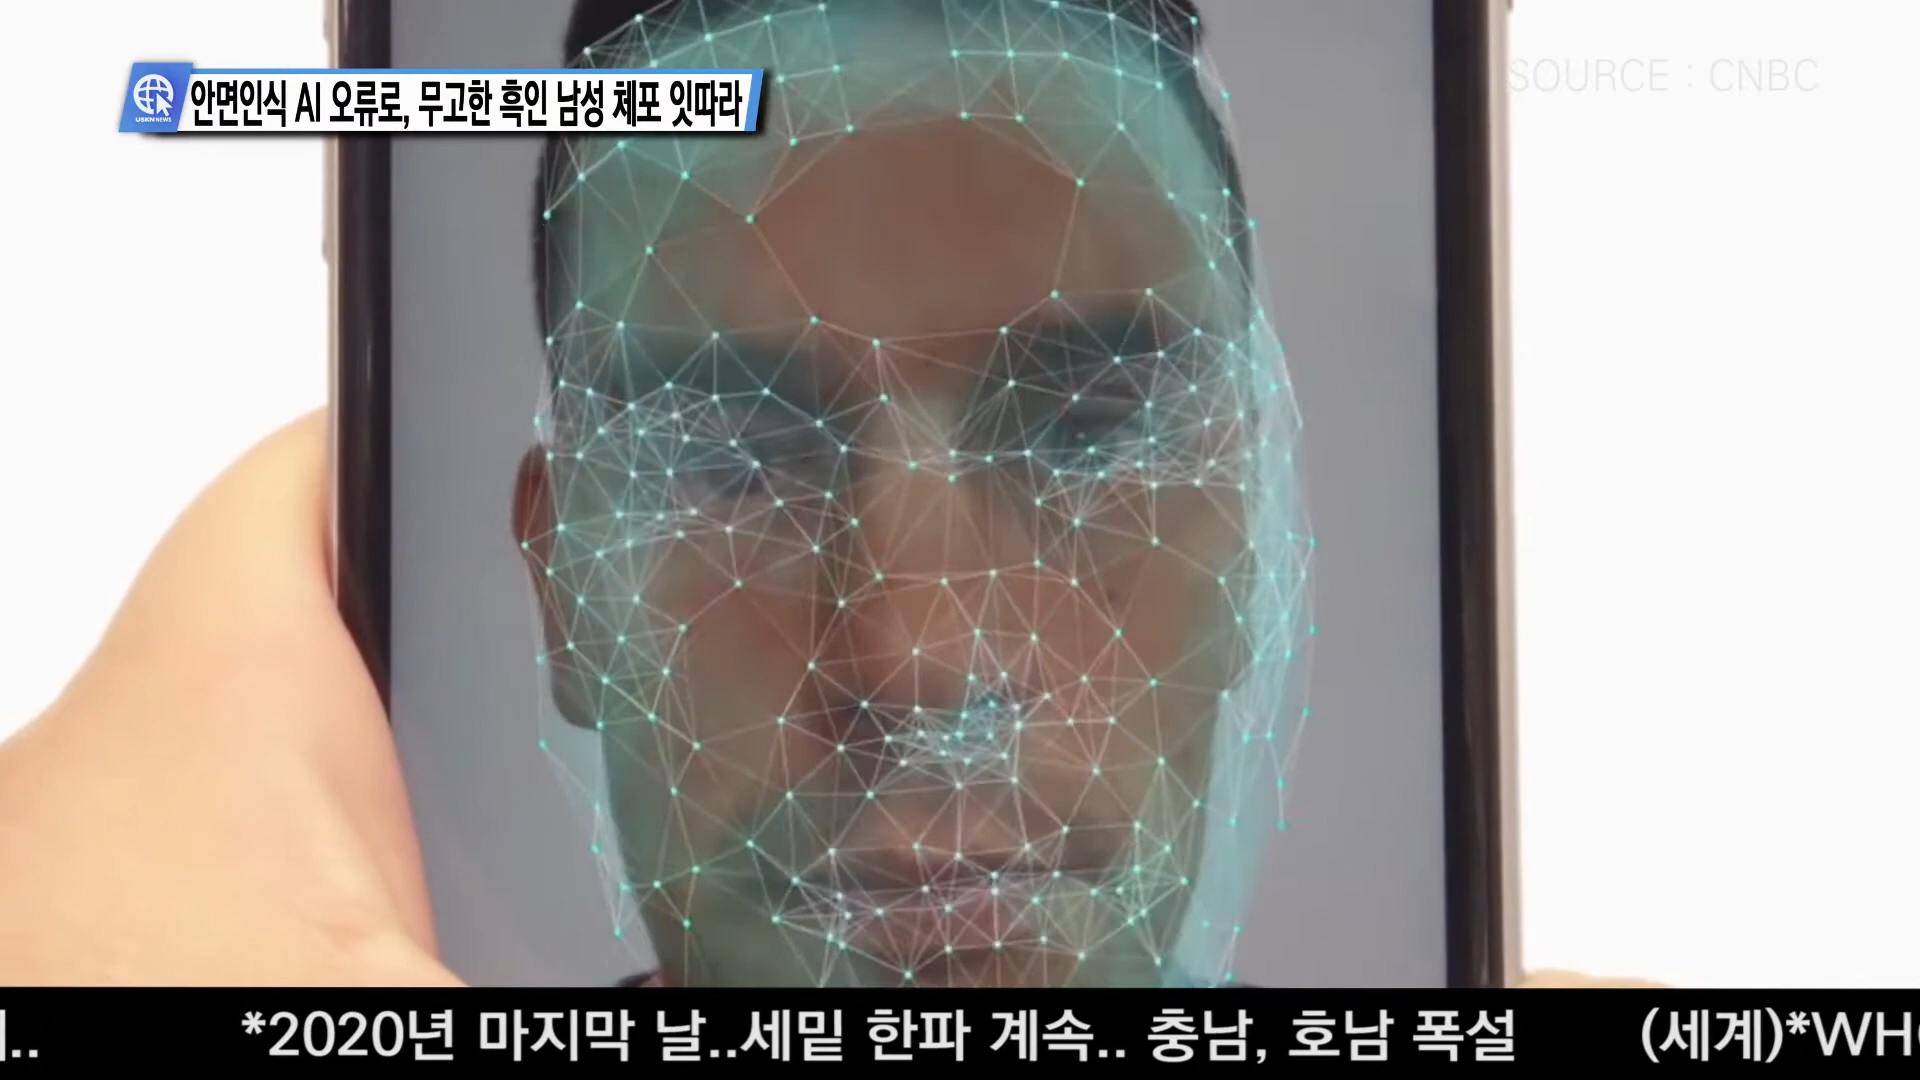 SOURCE : CNBC
안면인식 AI 오류로, 무고한 흑인 남성 체포 잇따라
USKN NEWS
*2020년 마지막 날..세밑 한파 계속.. 충남, 호남 폭설
(세계)*WH